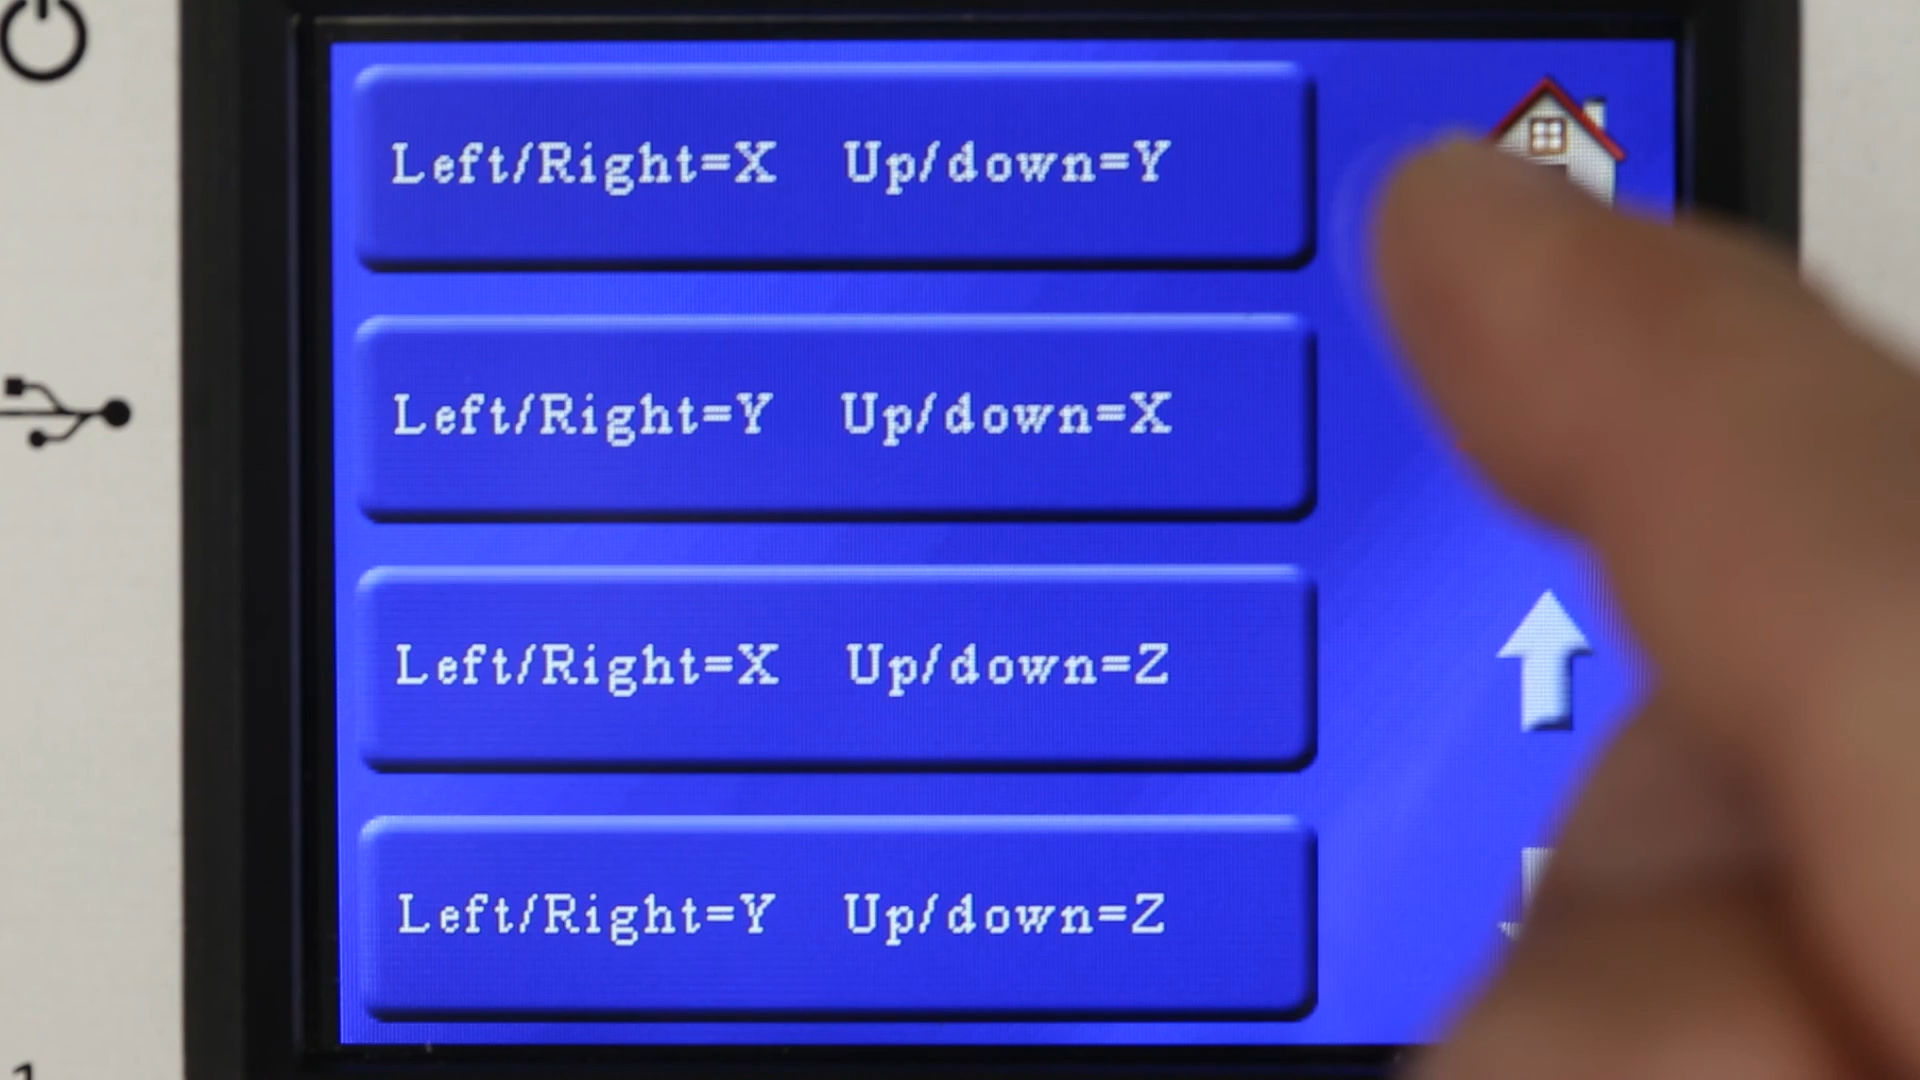 Left/Right=X Up/down=Y
Left/Right=Y Up/down=X
Left/Right=X Up/down=Z
Left/Right=Y Up/down=Z